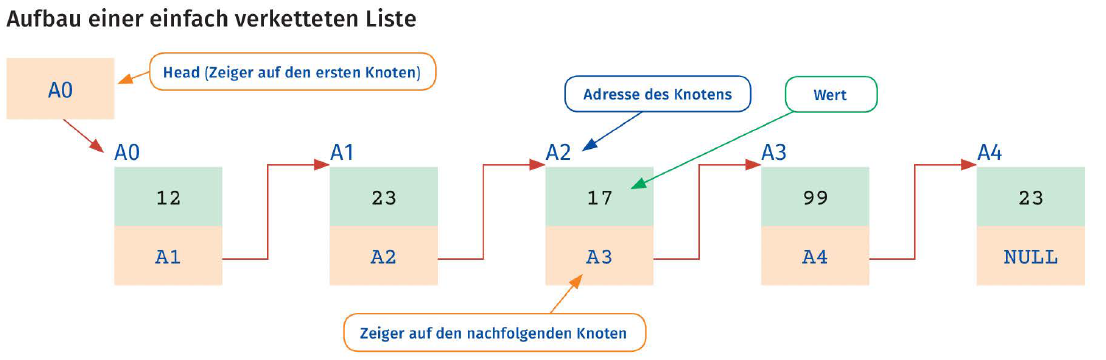 Aufbau einer einfach verketteten Liste
A0
Head (Zeiger auf den ersten Knoten)
Adresse des Knotens
Wert
A0
A1
A2
A3
A4
12
23
17
99
23
A1
A2
A3
A4
NULL
Zeiger auf den nachfolgenden Knoten